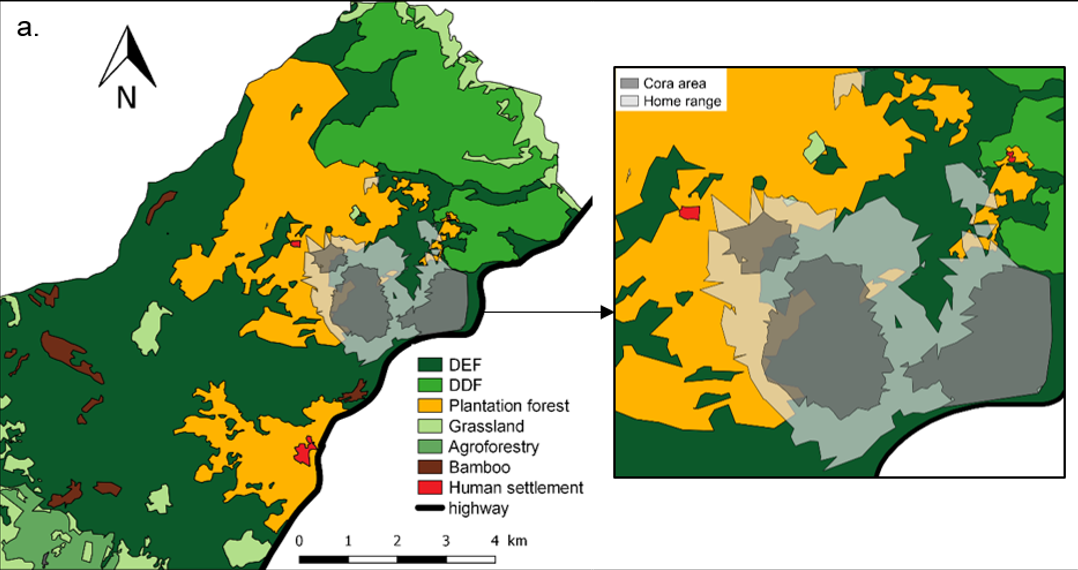 a.
N
Cora area
Home range
DEF
DDF
Plantation forest
Grassland
Agroforestry
Bamboo
Human settlement
highway
0 1 2 3 4 km